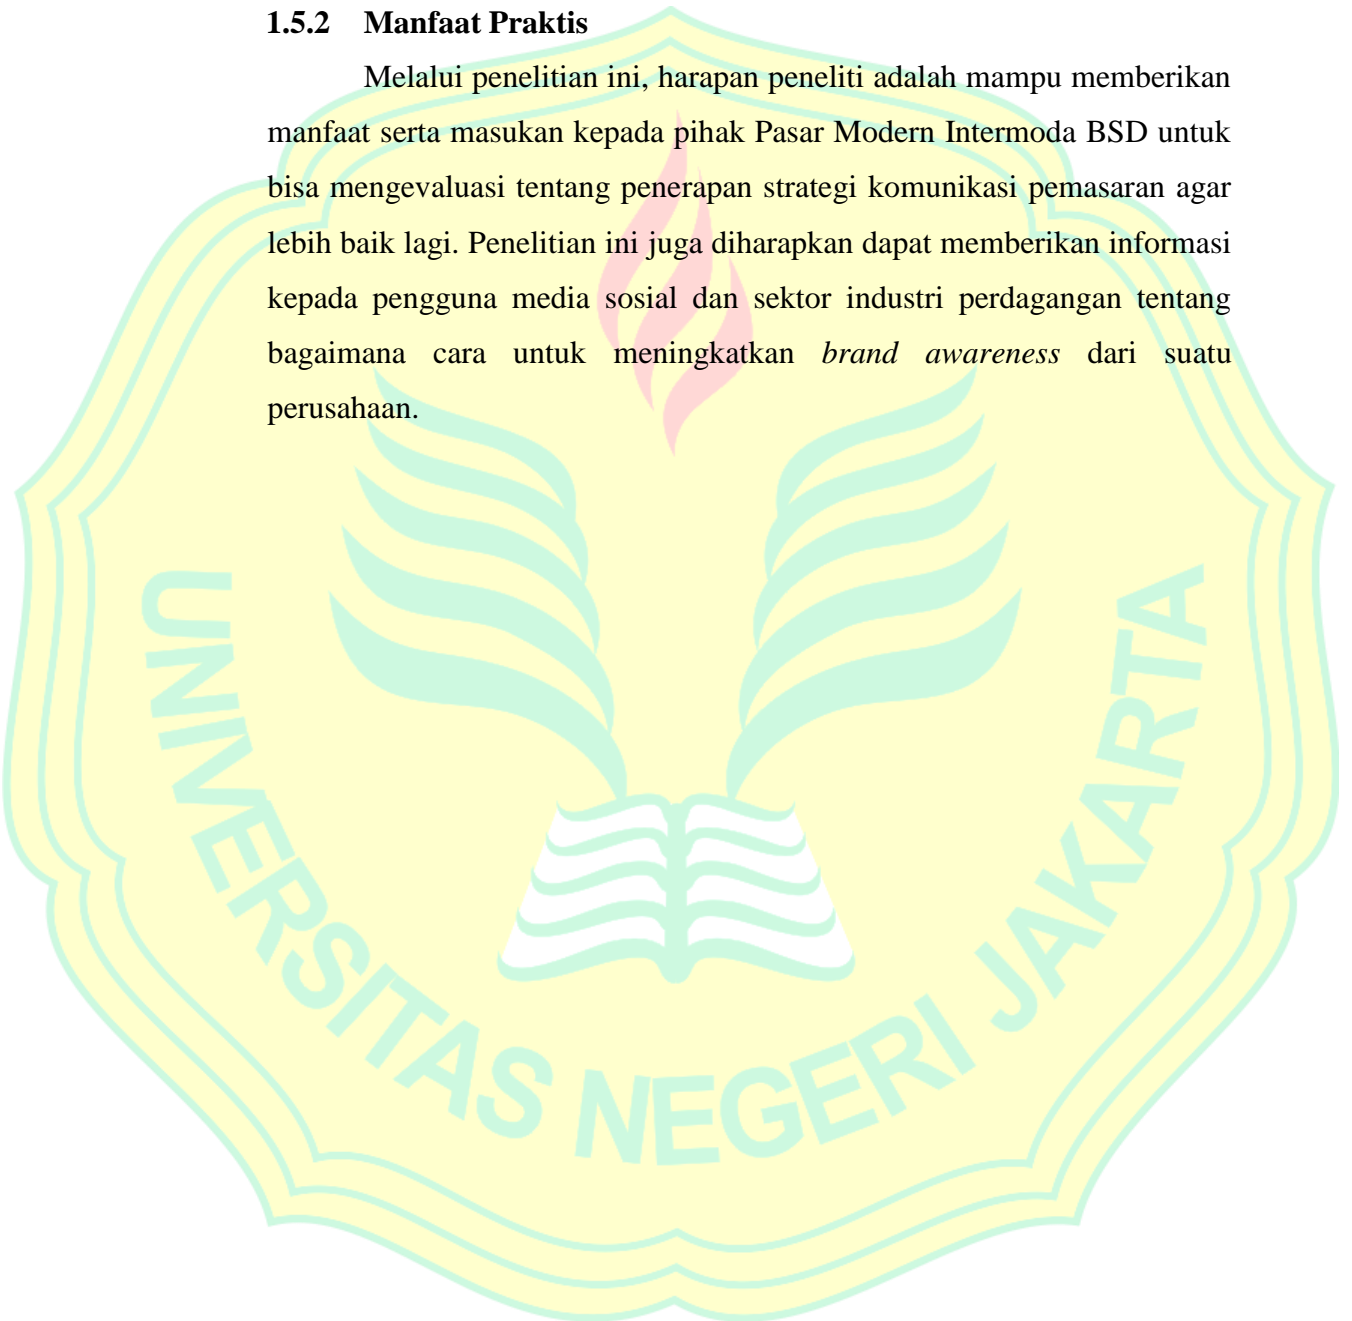 1.5.2 Manfaat Praktis
Melalui penelitian ini, harapan peneliti adalah mampu memberikan
manfaat serta masukan kepada pihak Pasar Modern Intermoda BSD untuk
bisa mengevaluasi tentang penerapan strategi komunikasi pemasaran agar
lebih baik lagi. Penelitian ini juga diharapkan dapat memberikan informasi
kepada pengguna media sosial dan sektor industri perdagangan tentang
bagaimana cara untuk meningkatkan brand awareness dari suatu
perusahaan.
UNIVERSITAS NEGERI JAKARTA